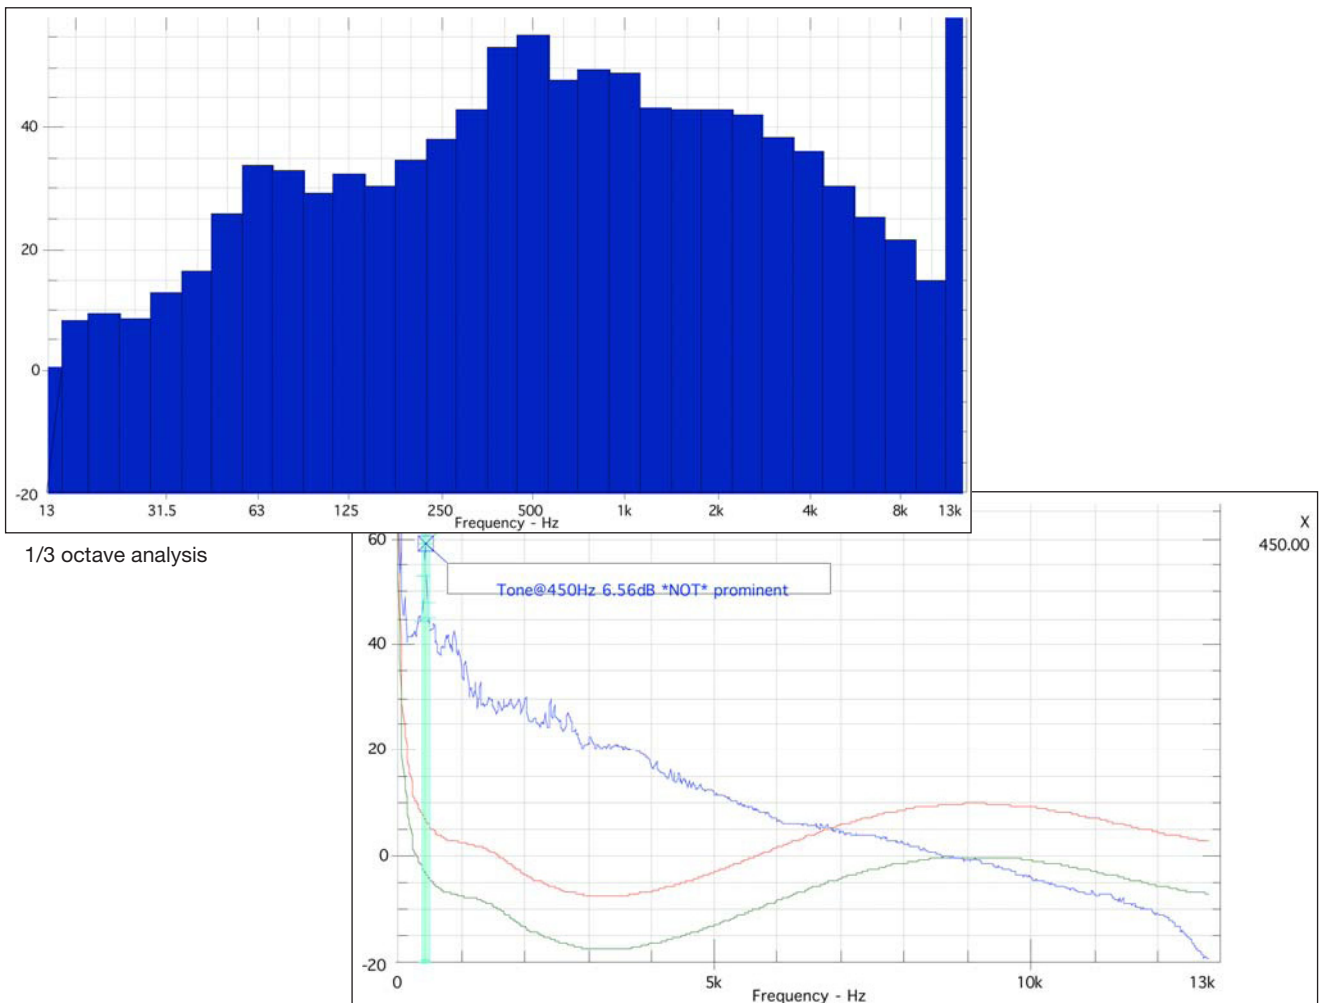 40
20
0
-20
13 31.5 63 125 250 500 1k 2k 4k 8k 13k
Frequency - Hz
1/3 octave analysis
X
450.00
60
Tone@450Hz 6.56dB *NOT* prominent
40
20
0
-20
0 5k 10k 13k
Frequency - Hz